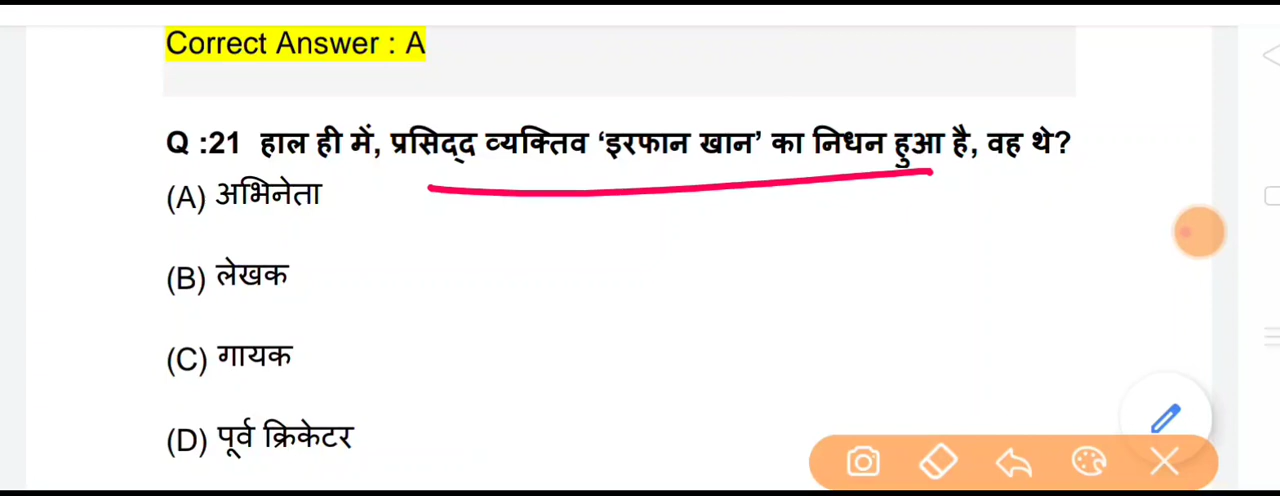 Correct Answer : A
Q :21 हाल ही में, प्रसिद्द व्यक्तिव ‘इरफान खान’ का निधन हुआ है, वह थे?
(A) अभिनेता
(B) लेखक
(C) गायक
(D) पूर्व क्रिकेटर